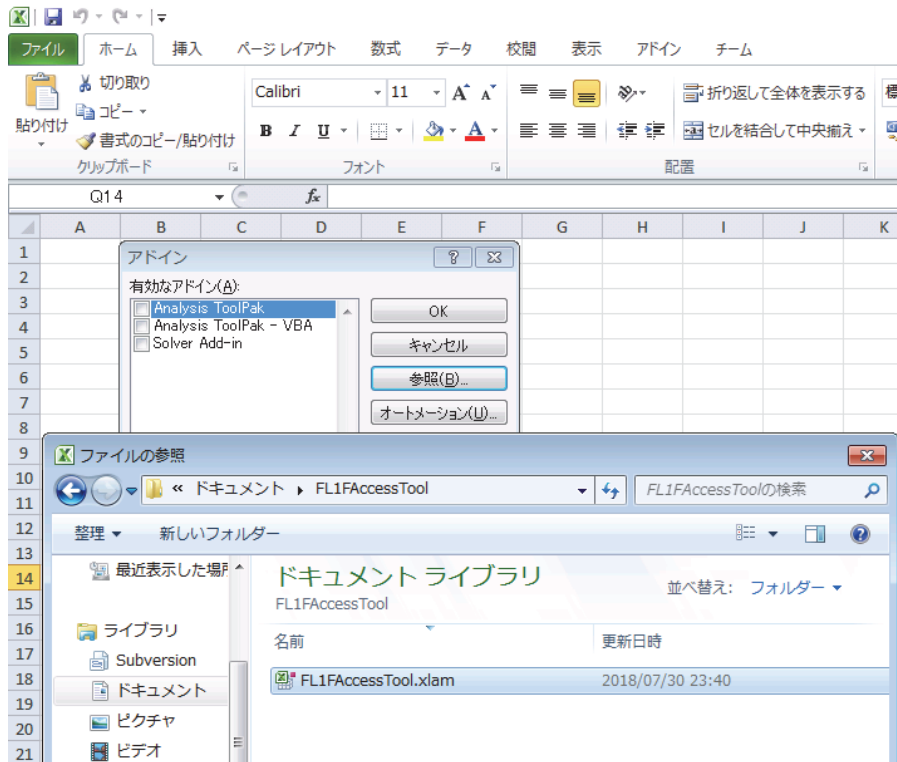 ファイル ホーム 挿入 ページ レイアウト 数式 データ 校閲 表示 アドイン チーム
貼り付け
切り取り
コピー
書式のコピー/貼り付け
クリップボード
Calibri 11
B I U
フォント
折り返して全体を表示する
セルを結合して中央揃え
配置
標
Q14 fx
A B C D E F G H I J K
1
2
3
4
5
6
7
8
9
10
11
12
13
14
15
16
17
18
19
20
21
アドイン
有効なアドイン(A):
Analysis ToolPak
Analysis ToolPak - VBA
Solver Add-in
OK
キャンセル
参照(B)...
オートメーション(U)...
ファイルの参照
« ドキュメント FL1FAccessTool
FL1FAccessToolの検索
整理 新しいフォルダー
最近表示した場所
ライブラリ
Subversion
ドキュメント
ピクチャ
ビデオ
ドキュメント ライブラリ
FL1FAccessTool
並べ替え: フォルダー
名前 更新日時
FL1FAccessTool.xlam 2018/07/30 23:40